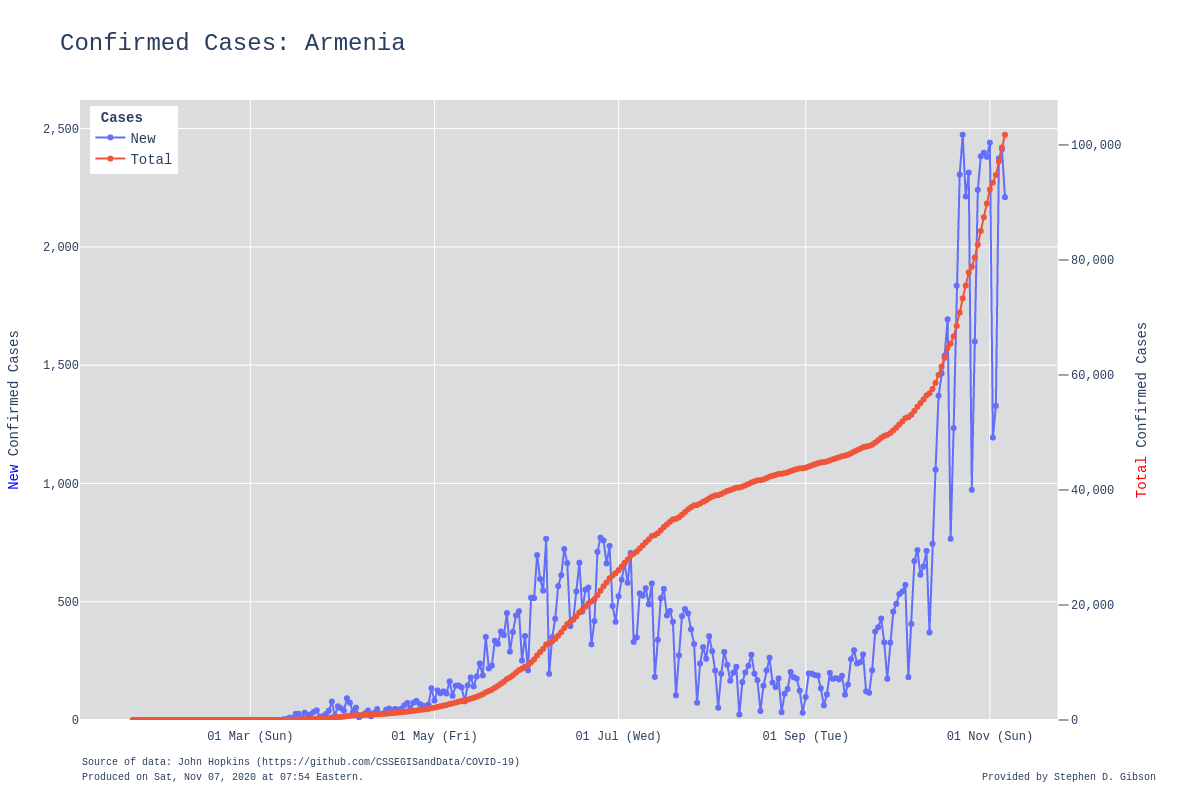 Confirmed Cases: Armenia
Cases
New
Total
2,500
2,000
1,500
1,000
500
0
New Confirmed Cases
100,000
80,000
60,000
40,000
20,000
0
Total Confirmed Cases
01 Mar (Sun)
01 May (Fri)
01 Jul (Wed)
01 Sep (Tue)
01 Nov (Sun)
Source of data: John Hopkins (https://github.com/CSSEGISandData/COVID-19)
Produced on Sat, Nov 07, 2020 at 07:54 Eastern.
Provided by Stephen D. Gibson